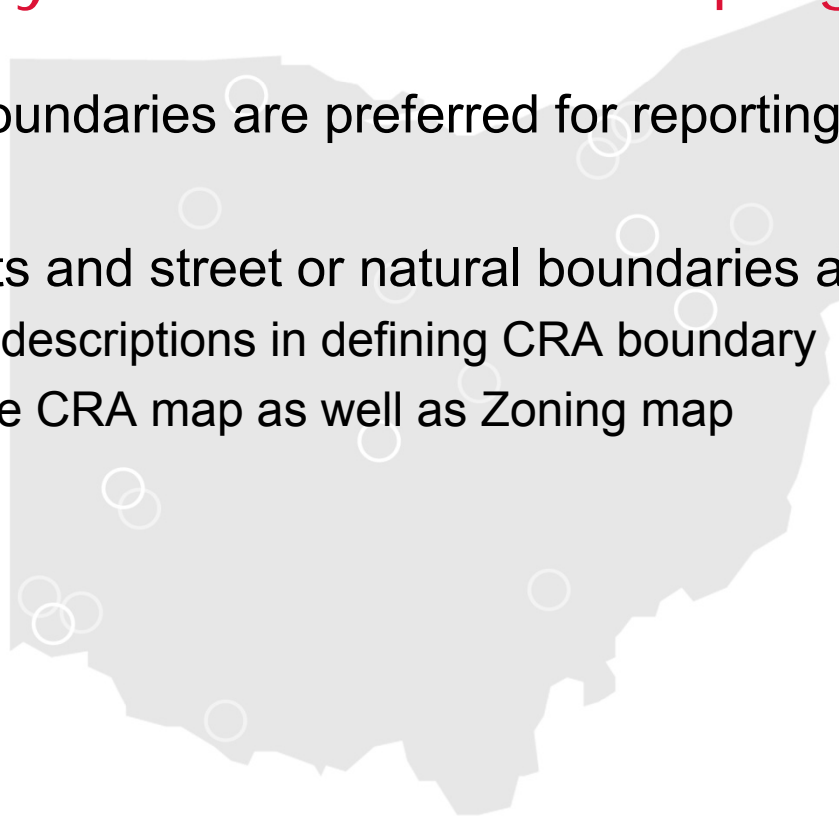 oundaries are preferred for reporting
ts and street or natural boundaries a
descriptions in defining CRA boundary
e CRA map as well as Zoning map